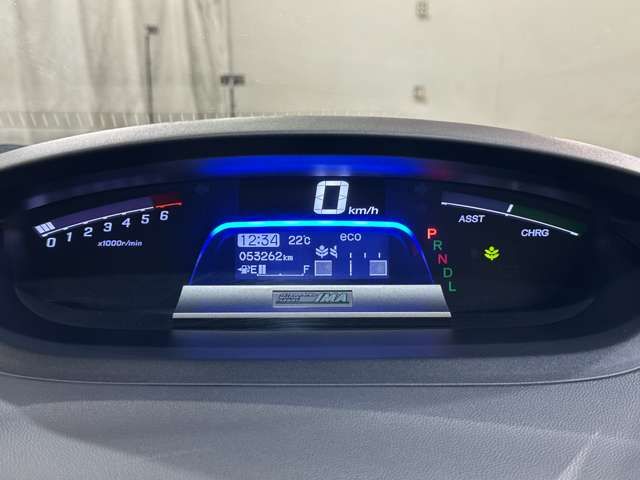 0 km/h
0 1 2 3 4 5 6
x1000r/min
12:34 22℃ eco
053262km
E F
P
R
N
D
L
ASST CHRG
IMA